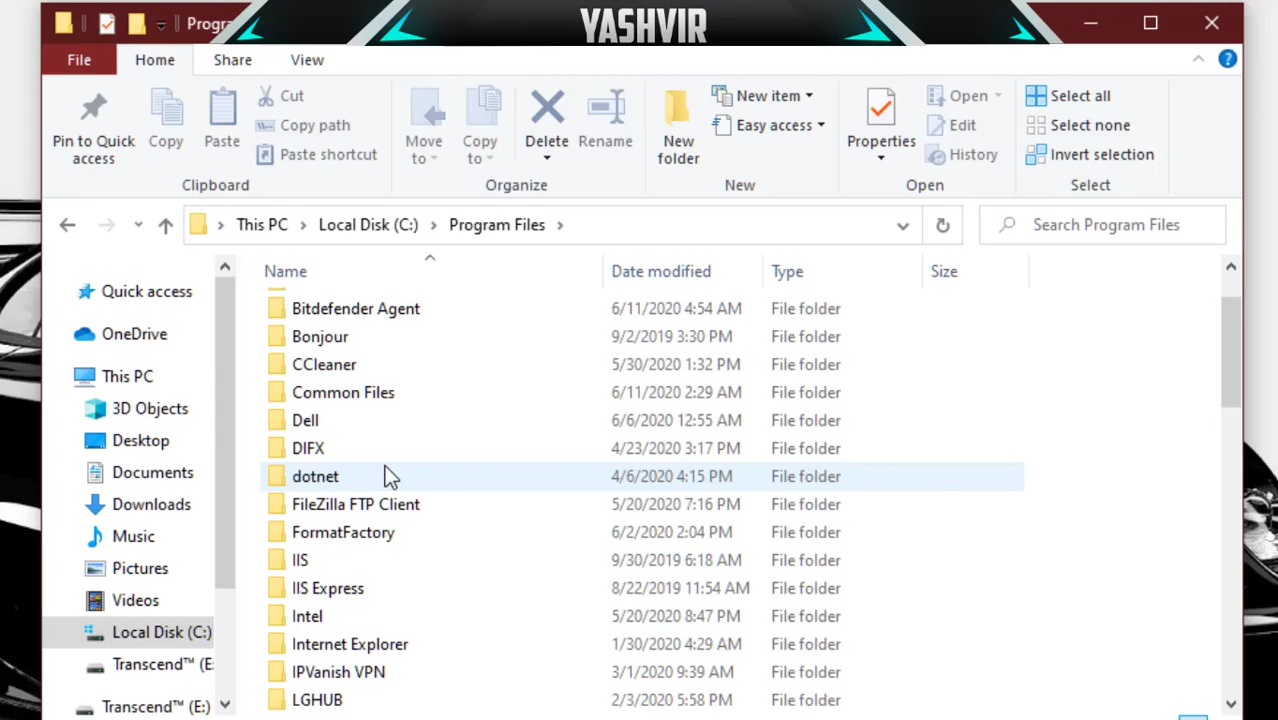 Progra
YASHVIR
File Home Share View
Pin to Quick access
Copy
Paste
Cut
Copy path
Paste shortcut
Clipboard
Move to
Copy to
Delete
Rename
Organize
New folder
New item
Easy access
New
Properties
Open
Edit
History
Open
Select all
Select none
Invert selection
Select
This PC > Local Disk (C:) > Program Files >
Search Program Files
Quick access
OneDrive
This PC
3D Objects
Desktop
Documents
Downloads
Music
Pictures
Videos
Local Disk (C:)
Transcend™ (E:
Transcend™ (E:)
Name Date modified Type Size
Bitdefender Agent 6/11/2020 4:54 AM File folder
Bonjour 9/2/2019 3:30 PM File folder
CCleaner 5/30/2020 1:32 PM File folder
Common Files 6/11/2020 2:29 AM File folder
Dell 6/6/2020 12:55 AM File folder
DIFX 4/23/2020 3:17 PM File folder
dotnet 4/6/2020 4:15 PM File folder
FileZilla FTP Client 5/20/2020 7:16 PM File folder
FormatFactory 6/2/2020 2:04 PM File folder
IIS 9/30/2019 6:18 AM File folder
IIS Express 8/22/2019 11:54 AM File folder
Intel 5/20/2020 8:47 PM File folder
Internet Explorer 1/30/2020 4:29 AM File folder
IPVanish VPN 3/1/2020 9:39 AM File folder
LGHUB 2/3/2020 5:58 PM File folder